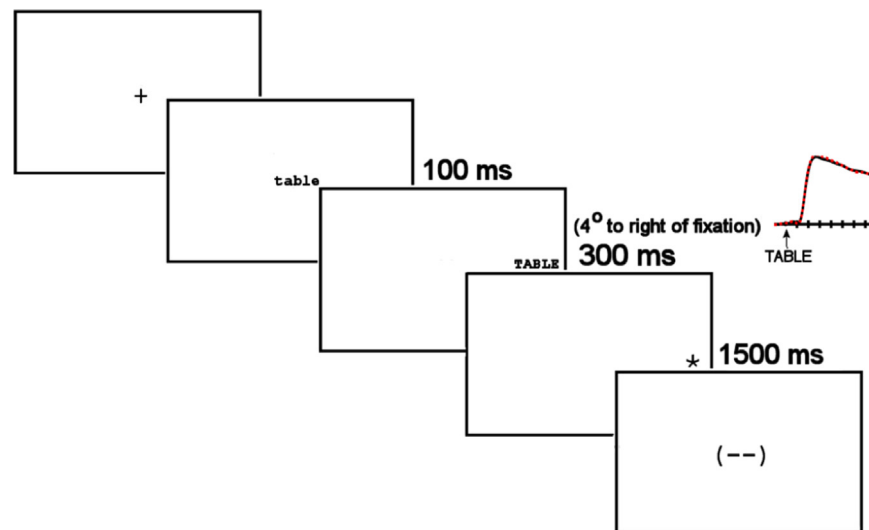 +
table
100 ms
(4° to right of fixation)
TABLE
300 ms
TABLE
*
1500 ms
(--)